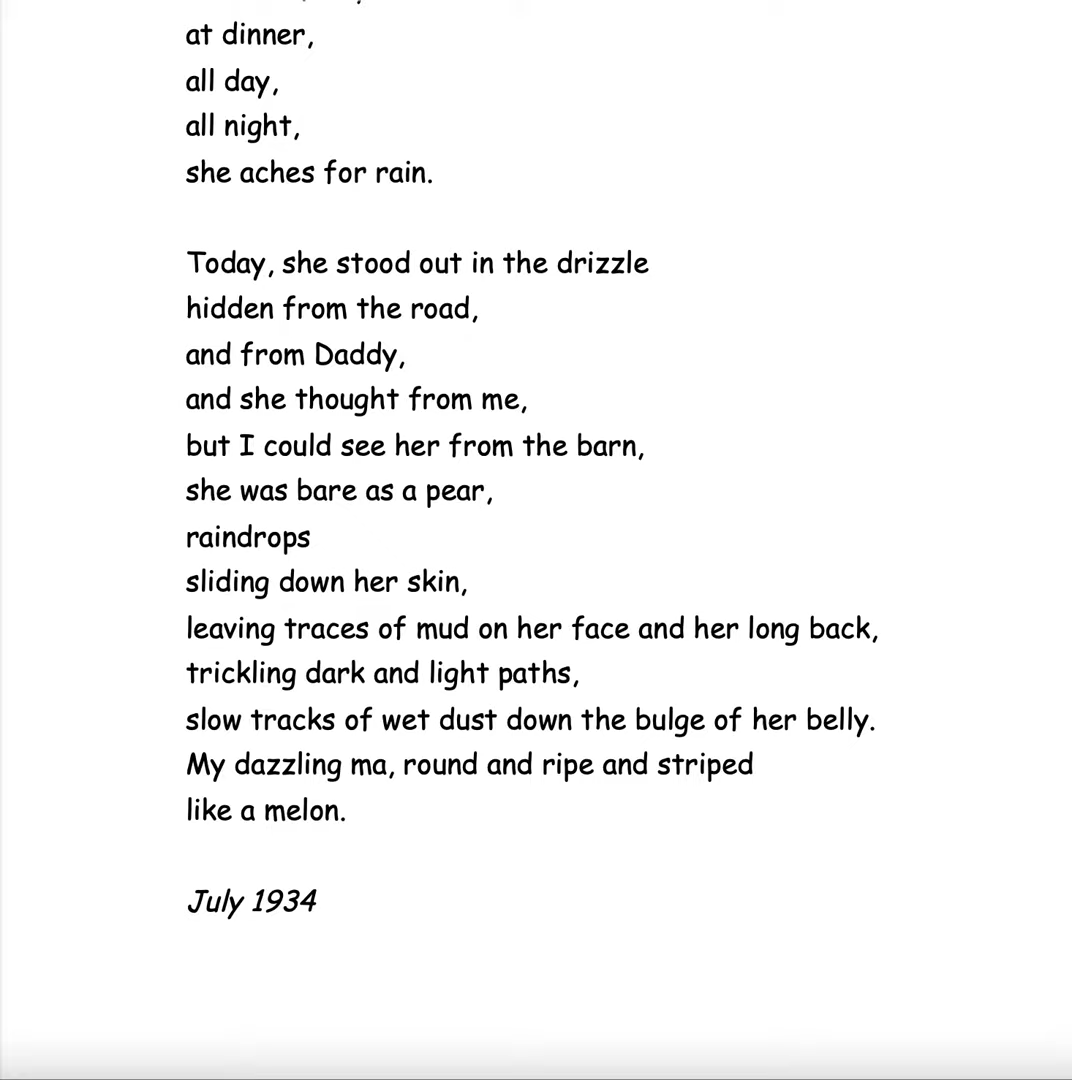 at dinner,
all day,
all night,
she aches for rain.
Today, she stood out in the drizzle
hidden from the road,
and from Daddy,
and she thought from me,
but I could see her from the barn,
she was bare as a pear,
raindrops
sliding down her skin,
leaving traces of mud on her face and her long back,
trickling dark and light paths,
slow tracks of wet dust down the bulge of her belly.
My dazzling ma, round and ripe and striped
like a melon.
July 1934